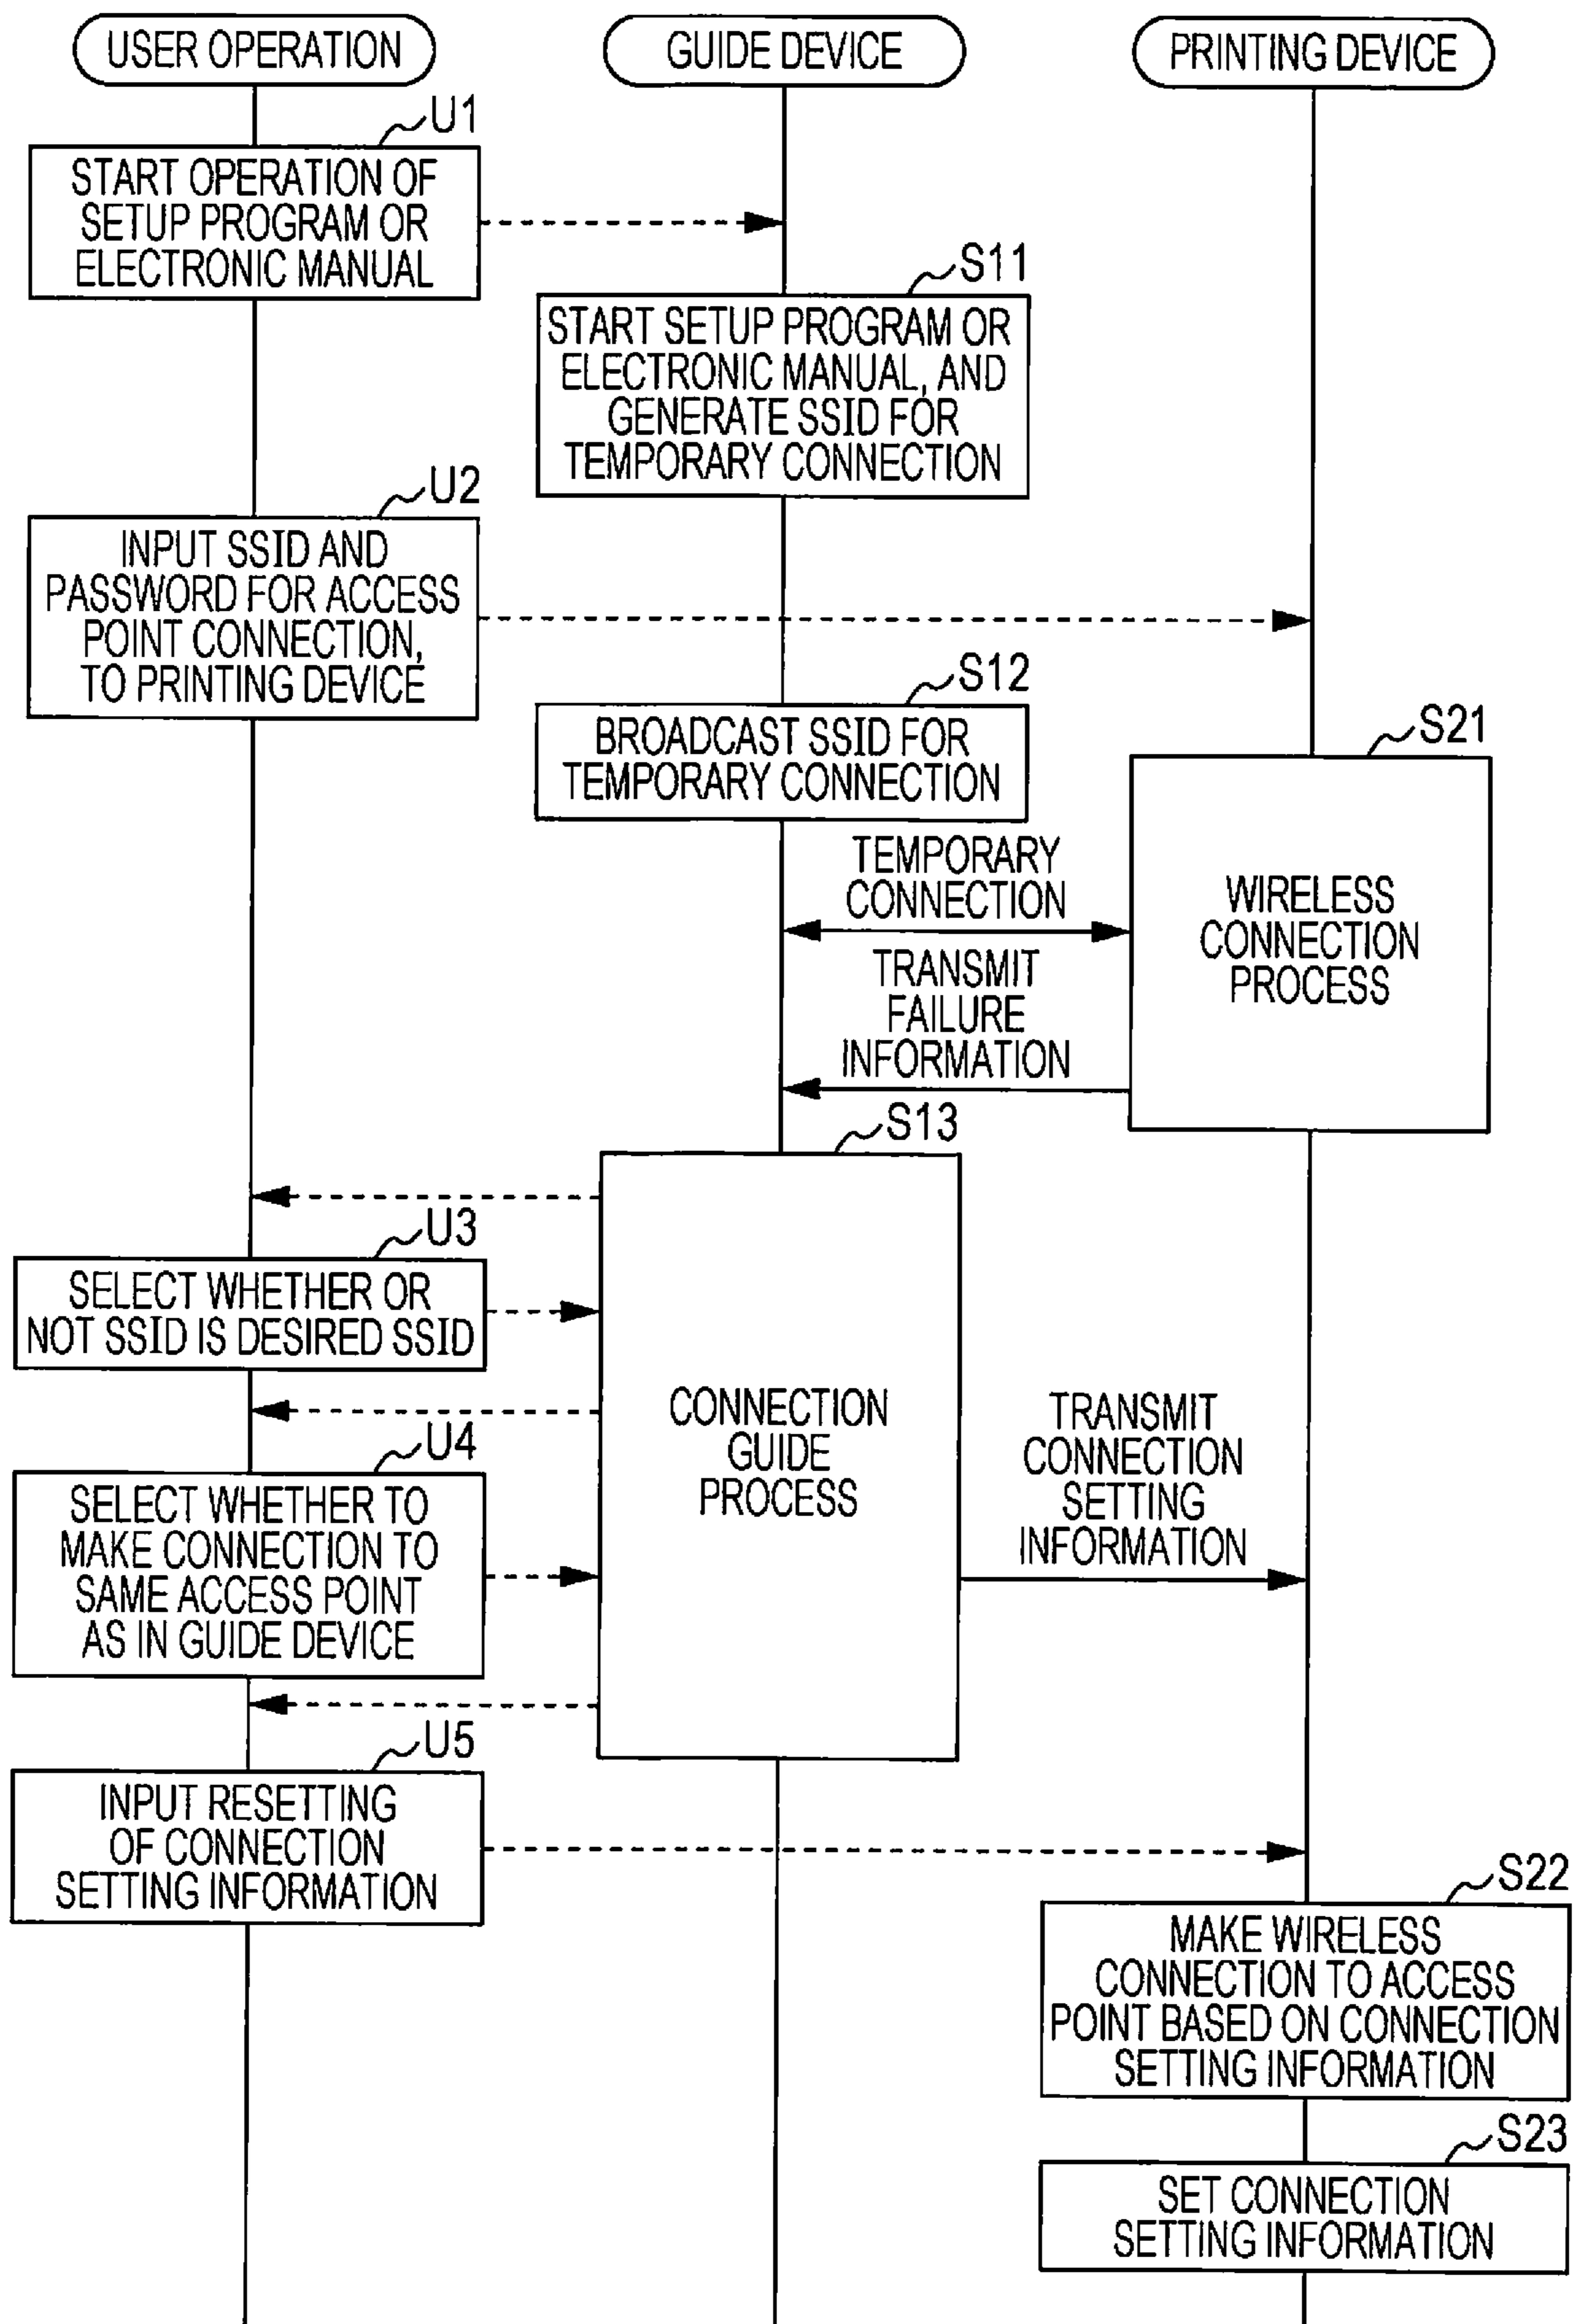 USER OPERATION
GUIDE DEVICE
PRINTING DEVICE
U1
START OPERATION OF
SETUP PROGRAM OR
ELECTRONIC MANUAL
S11
START SETUP PROGRAM OR
ELECTRONIC MANUAL, AND
GENERATE SSID FOR
TEMPORARY CONNECTION
U2
INPUT SSID AND
PASSWORD FOR ACCESS
POINT CONNECTION,
TO PRINTING DEVICE
S12
BROADCAST SSID FOR
TEMPORARY CONNECTION
S21
WIRELESS
CONNECTION
PROCESS
TEMPORARY
CONNECTION
TRANSMIT
FAILURE
INFORMATION
S13
CONNECTION
GUIDE
PROCESS
U3
SELECT WHETHER OR
NOT SSID IS DESIRED SSID
U4
SELECT WHETHER TO
MAKE CONNECTION TO
SAME ACCESS POINT
AS IN GUIDE DEVICE
TRANSMIT
CONNECTION
SETTING
INFORMATION
U5
INPUT RESETTING
OF CONNECTION
SETTING INFORMATION
S22
MAKE WIRELESS
CONNECTION TO ACCESS
POINT BASED ON CONNECTION
SETTING INFORMATION
S23
SET CONNECTION
SETTING INFORMATION